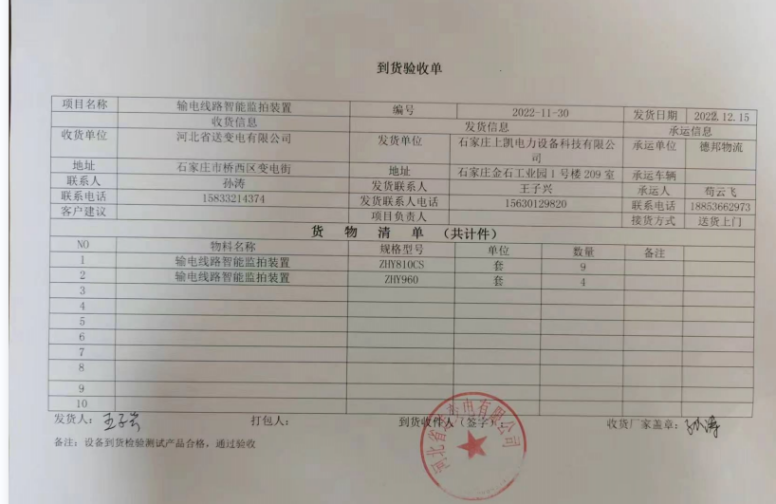 到货验收单
项目名称 输电线路智能监拍装置 编号 2022-11-30 发货日期 2022.12.15
收货信息 发货信息 承运信息
收货单位 河北省送变电有限公司 发货单位 石家庄上凯电力设备科技有限公司 承运单位 德邦物流
地址 石家庄市桥西区变电街 地址 石家庄金石工业园1号楼209室 承运车辆
联系人 孙涛 发货联系人 王子兴 承运人 苟云飞
联系电话 15833214374 发货联系人电话 15630129820 联系电话 18853662973
客户建议 项目负责人 接货方式 送货上门
货 物 清 单 (共计件)
NO 物料名称 规格型号 单位 数量 备注
1 输电线路智能监拍装置 ZHY810CS 套 9
2 输电线路智能监拍装置 ZHY960 套 4
3
4
5
6
7
8
9
10
发货人: 打包人: 到货收件人(签字): 收货厂家盖章: 孙涛
备注: 设备到货检验测试产品合格,通过验收
河北省送变电有限公司